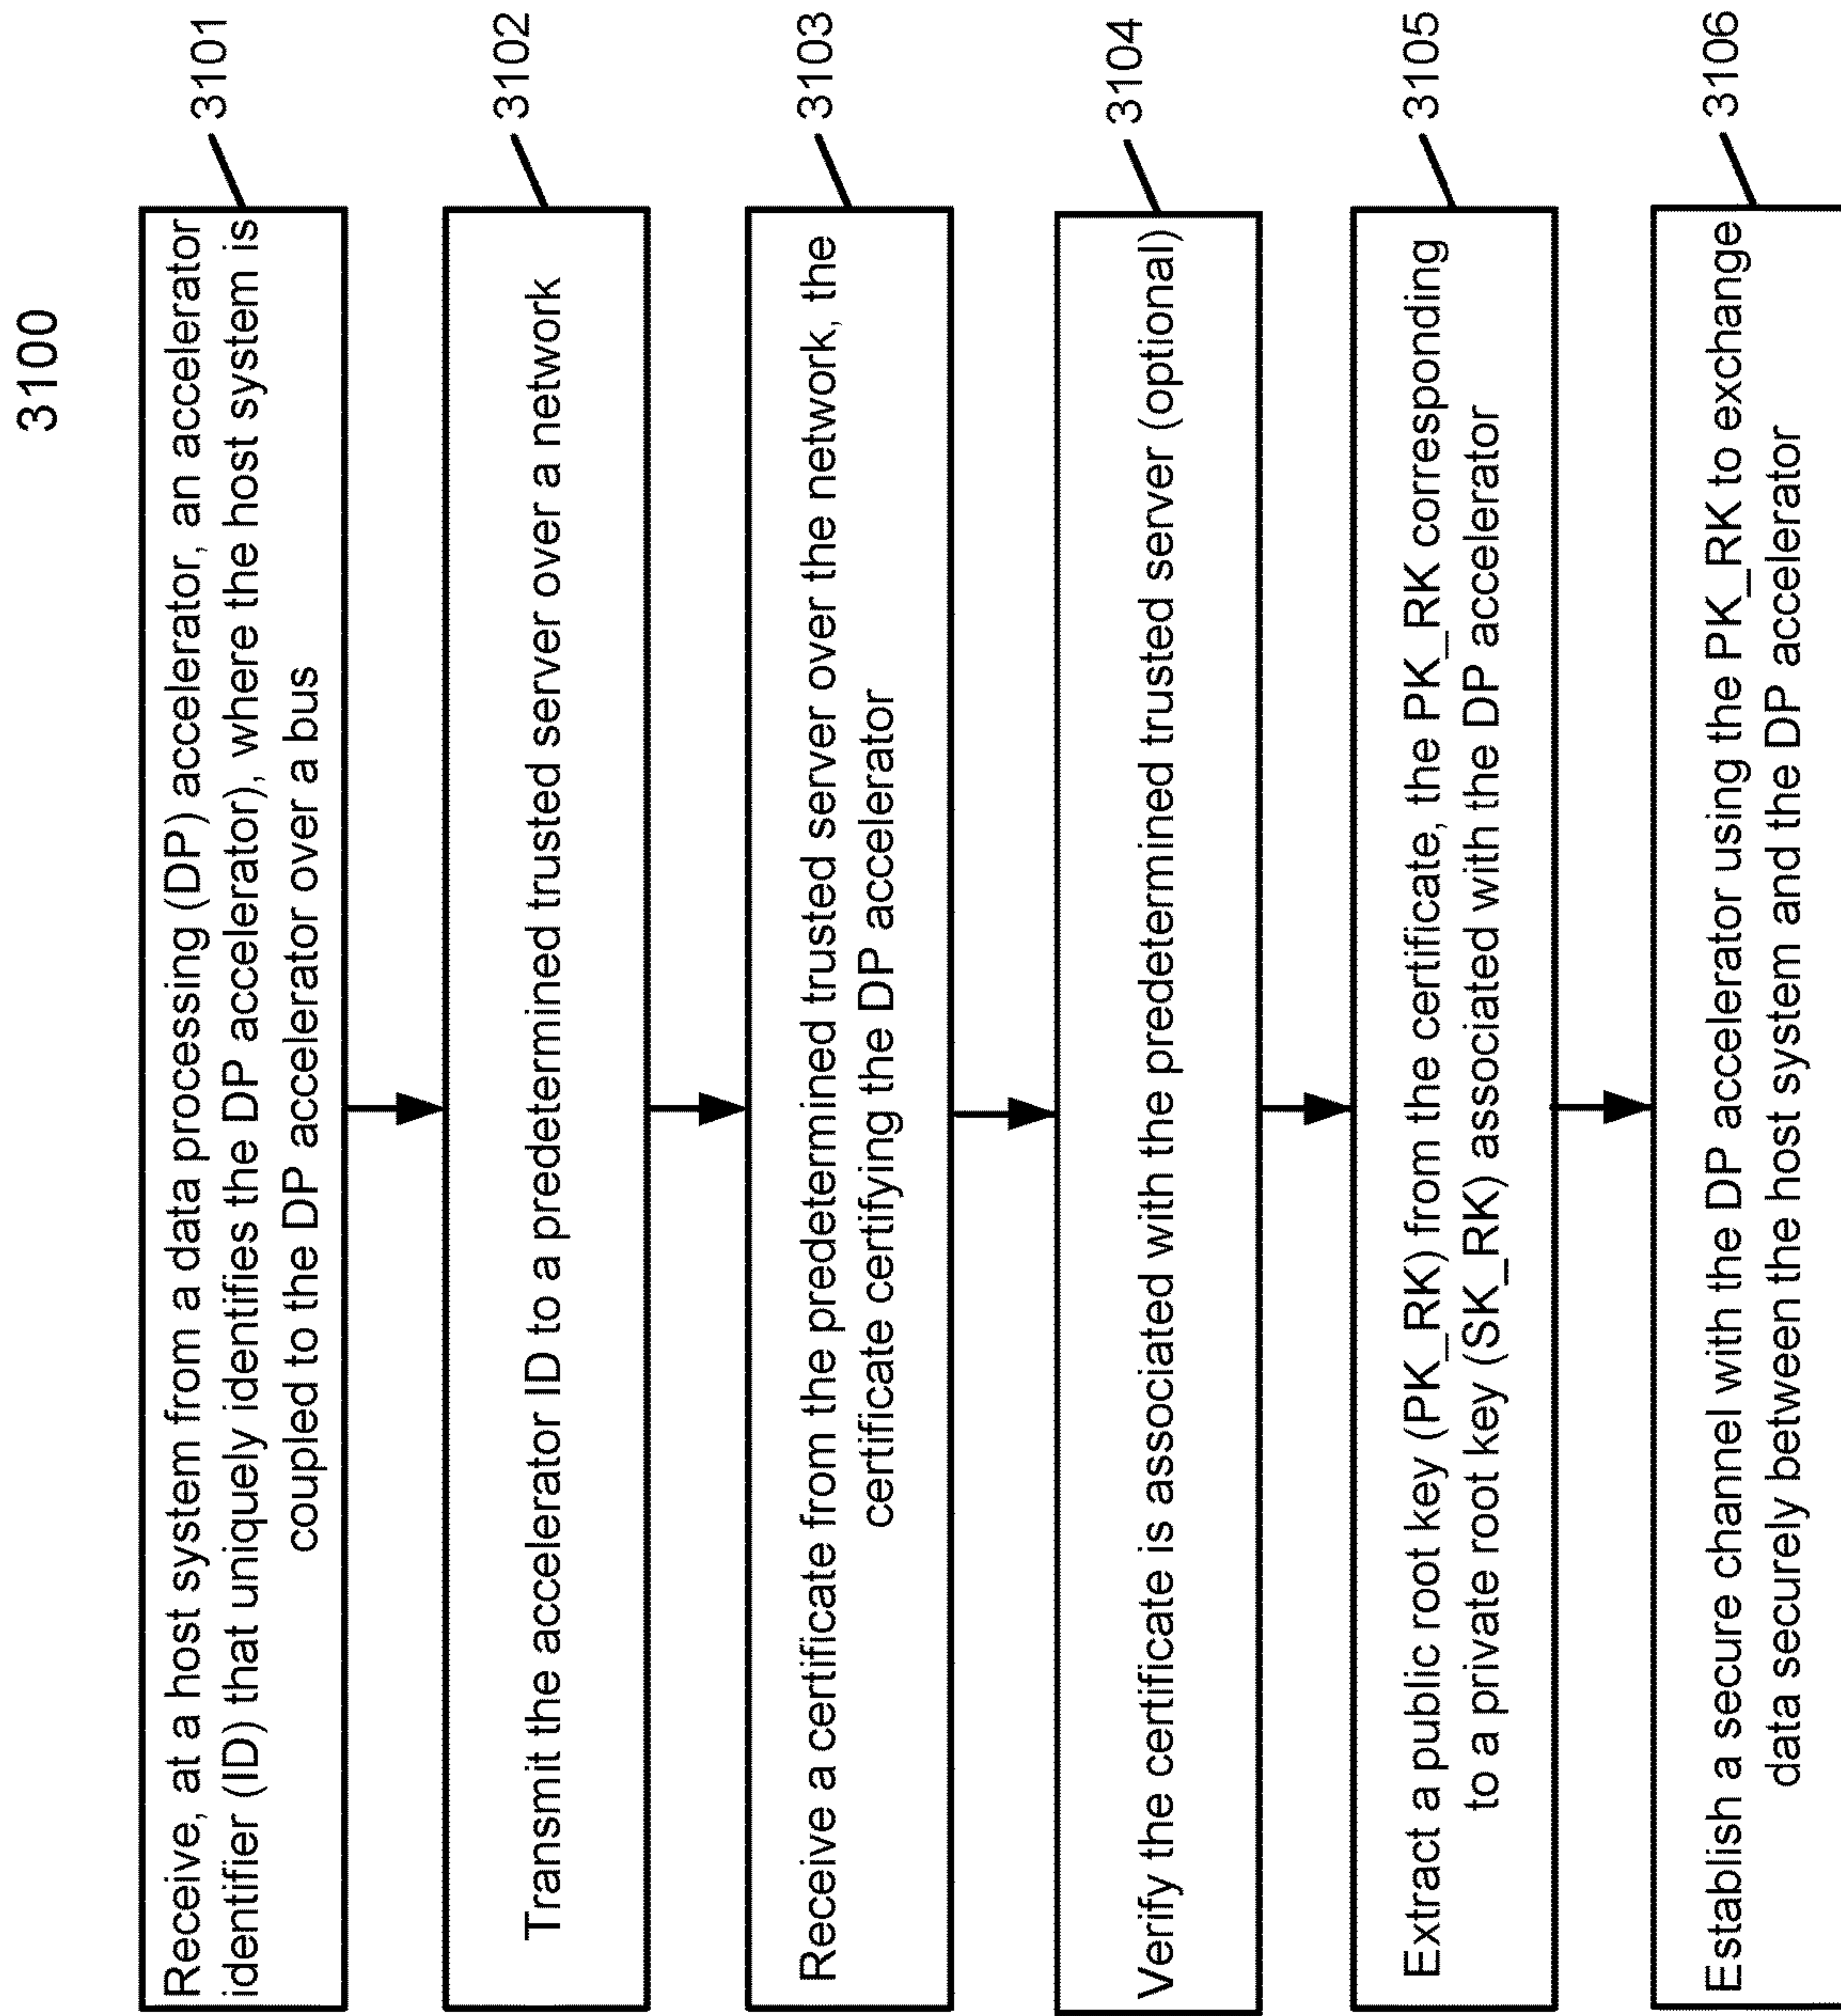 3100
Receive, at a host system from a data processing (DP) accelerator, an accelerator
identifier (ID) that uniquely identifies the DP accelerator), where the host system is
coupled to the DP accelerator over a bus
3101
Transmit the accelerator ID to a predetermined trusted server over a network
3102
Receive a certificate from the predetermined trusted server over the network, the
certificate certifying the DP accelerator
3103
Verify the certificate is associated with the predetermined trusted server (optional)
3104
Extract a public root key (PK_RK) from the certificate, the PK_RK corresponding
to a private root key (SK_RK) associated with the DP accelerator
3105
Establish a secure channel with the DP accelerator using the PK_RK to exchange
data securely between the host system and the DP accelerator
3106